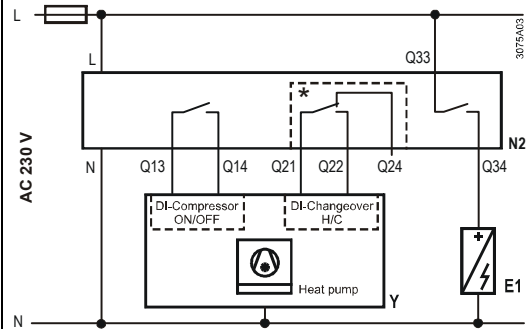 L
3075A03
L
Q33
*
N2
AC 230 V
N
Q13
Q14
Q21
Q22
Q24
Q34
DI-Compressor
ON/OFF
DI-Changeover
H/C
+
E1
Heat pump
Y
N